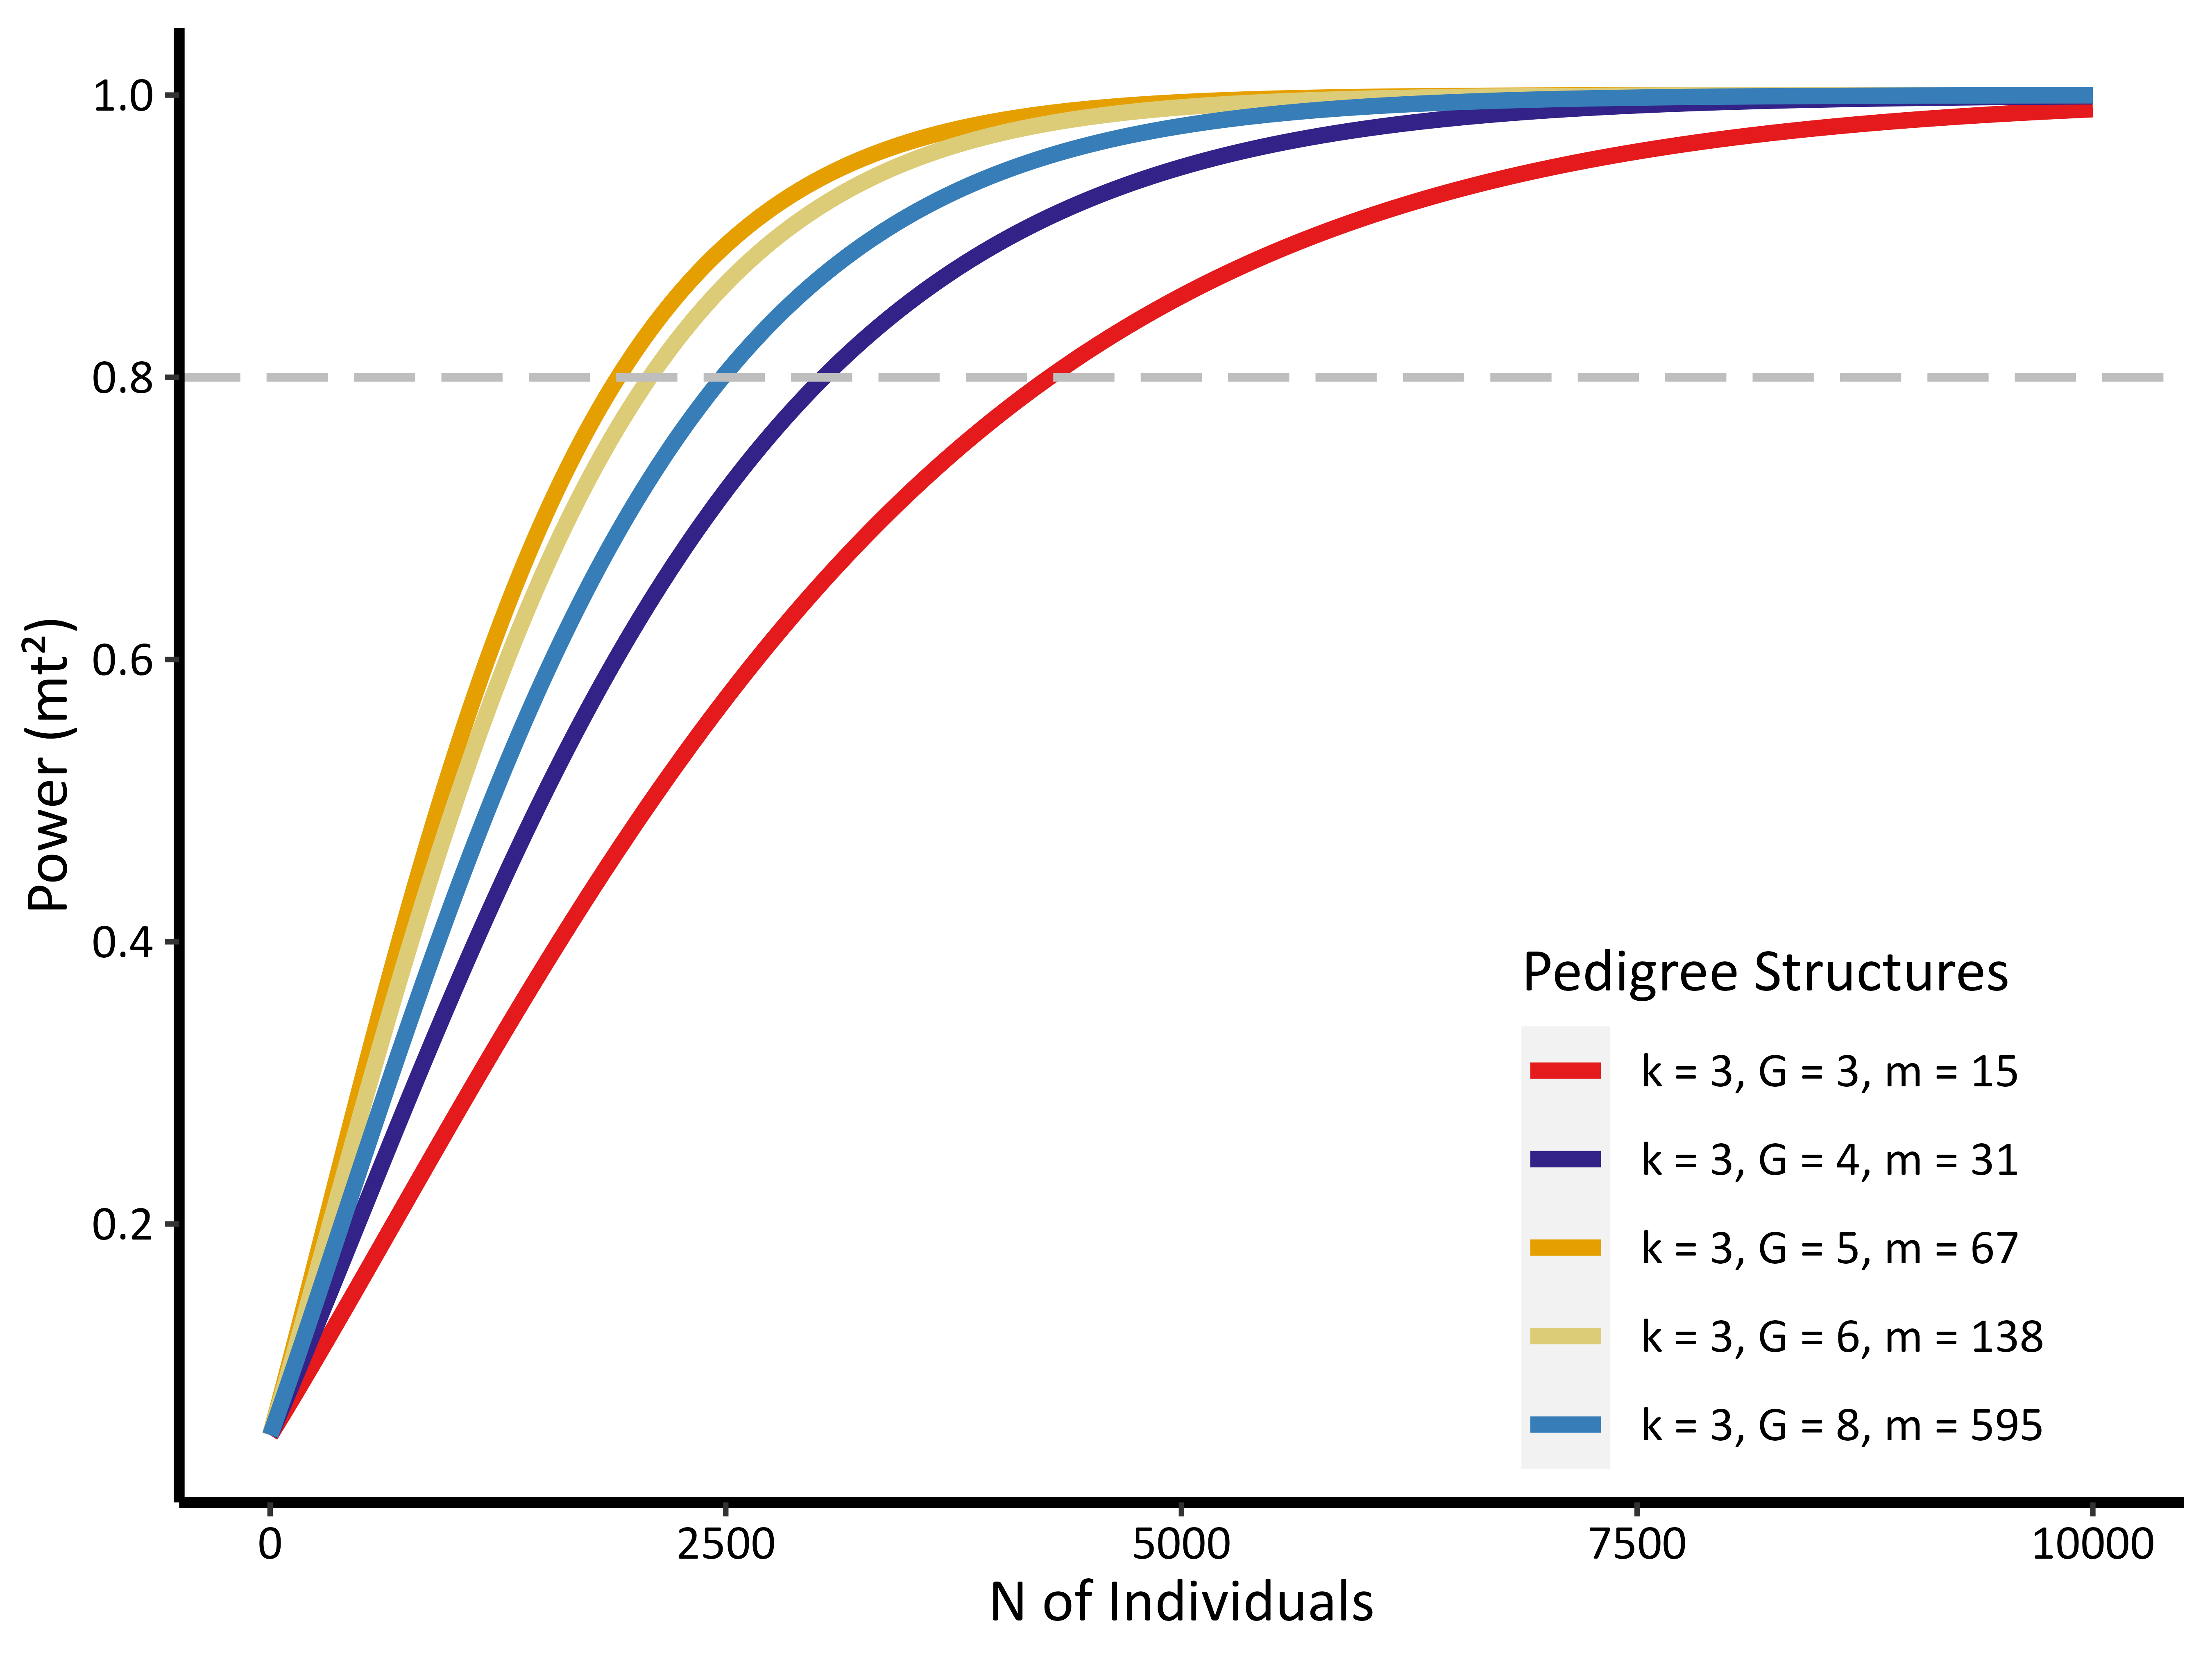 Power (mt²)
1.0
0.8
0.6
0.4
0.2
0
2500
5000
7500
10000
N of Individuals
Pedigree Structures
k = 3, G = 3, m = 15
k = 3, G = 4, m = 31
k = 3, G = 5, m = 67
k = 3, G = 6, m = 138
k = 3, G = 8, m = 595